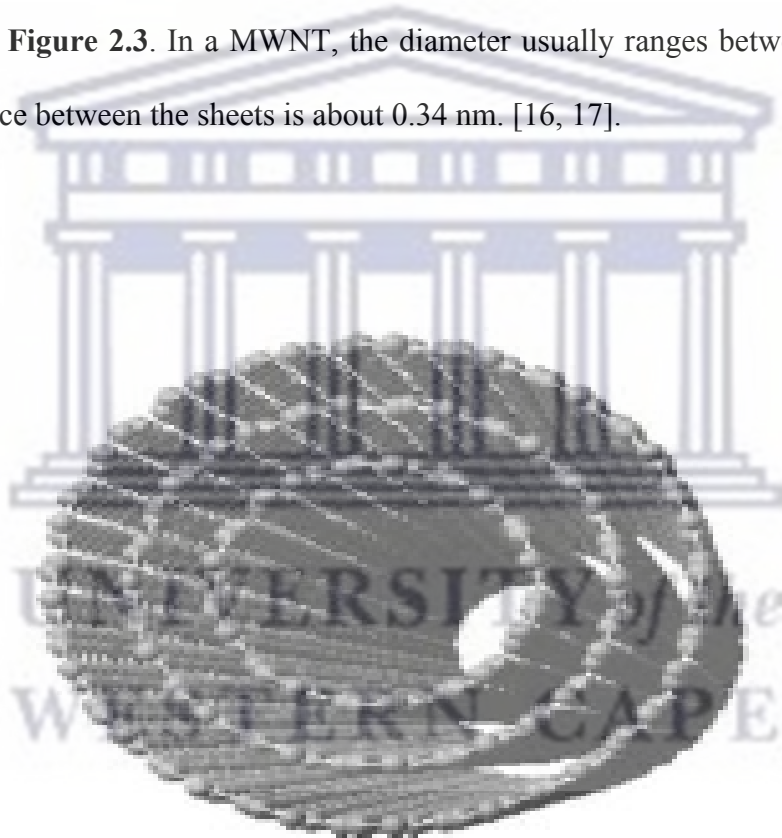 Figure 2.3. In a MWNT, the diameter usually ranges betw
ce between the sheets is about 0.34 nm. [16, 17].
UNIVERSITY of the
WESTERN CAPE